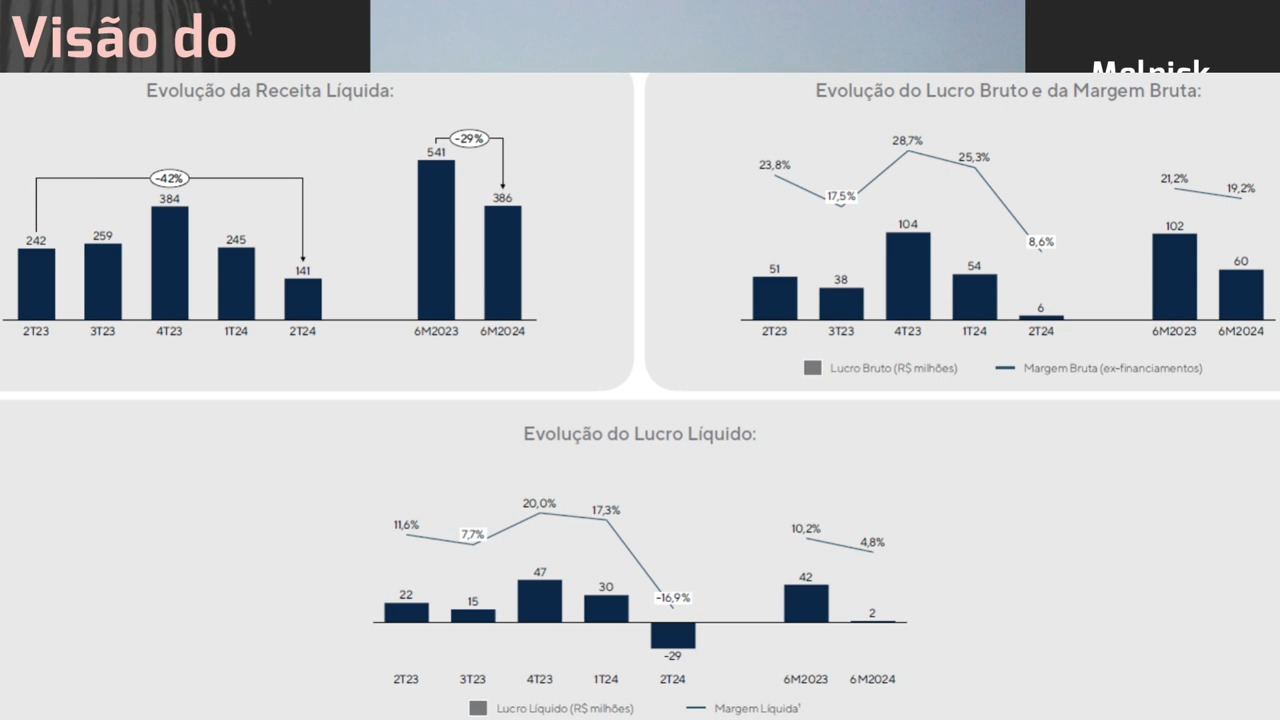 Visão do
Melnick
Evolução da Receita Líquida:
-29%
541
-42%
384
386
242
259
245
141
2T23
3T23
4T23
1T24
2T24
6M2023
6M2024
Evolução do Lucro Bruto e da Margem Bruta:
28,7%
23,8%
25,3%
17,5%
21,2%
19,2%
8,6%
104
102
51
38
54
60
6
2T23
3T23
4T23
1T24
2T24
6M2023
6M2024
Lucro Bruto (R$ milhões)
Margem Bruta (ex-financiamentos)
Evolução do Lucro Líquido:
20,0%
11,6%
7,7%
17,3%
10,2%
4,8%
47
22
15
30
-16,9%
42
2
-29
2T23
3T23
4T23
1T24
2T24
6M2023
6M2024
Lucro Líquido (R$ milhões)
Margem Líquida¹